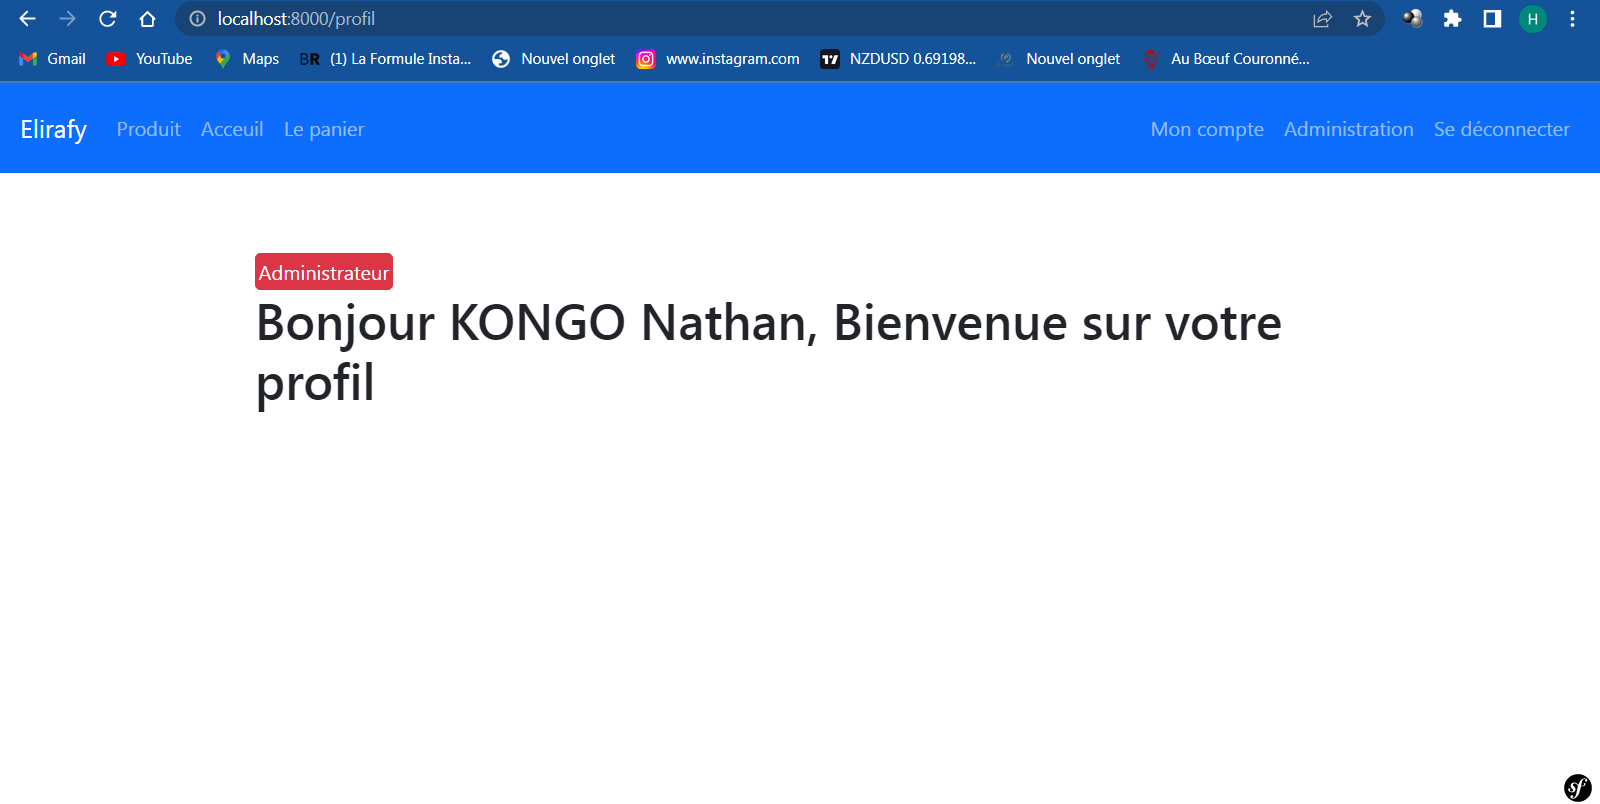 localhost:8000/profil
H
Gmail YouTube Maps BR (1) La Formule Insta... Nouvel onglet www.instagram.com NZDUSD 0.69198... Nouvel onglet Au Bœuf Couronné...
Elirafy Produit Acceuil Le panier Mon compte Administration Se déconnecter
Administrateur
Bonjour KONGO Nathan, Bienvenue sur votre
profil
sf